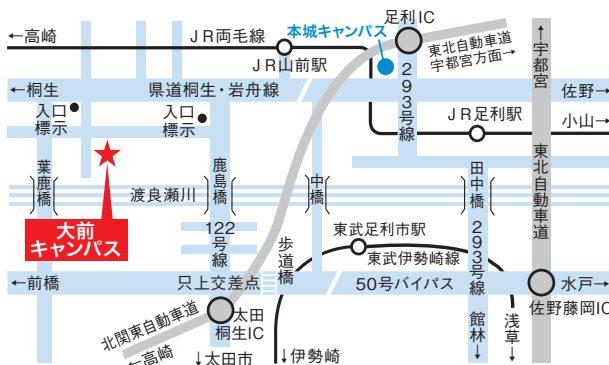 ←高崎
JR両毛線
本城キャンパス
足利IC
JR山前駅
東北自動車道
宇都宮方面→
←宇都宮
←桐生
県道桐生・岩舟線
293号線
佐野→
入口
標示
入口
標示
JR足利駅
小山→
葉鹿橋
渡良瀬川
鹿島橋
中橋
田中橋
東北自動車道
大前
キャンパス
122号線
歩道橋
東武足利市駅
東武伊勢崎線
293号線
←前橋
只上交差点
50号バイパス
水戸→
北関東自動車道
太田
桐生IC
佐野藤岡IC
←高崎
↓太田市
↓伊勢崎
館林→
浅草→